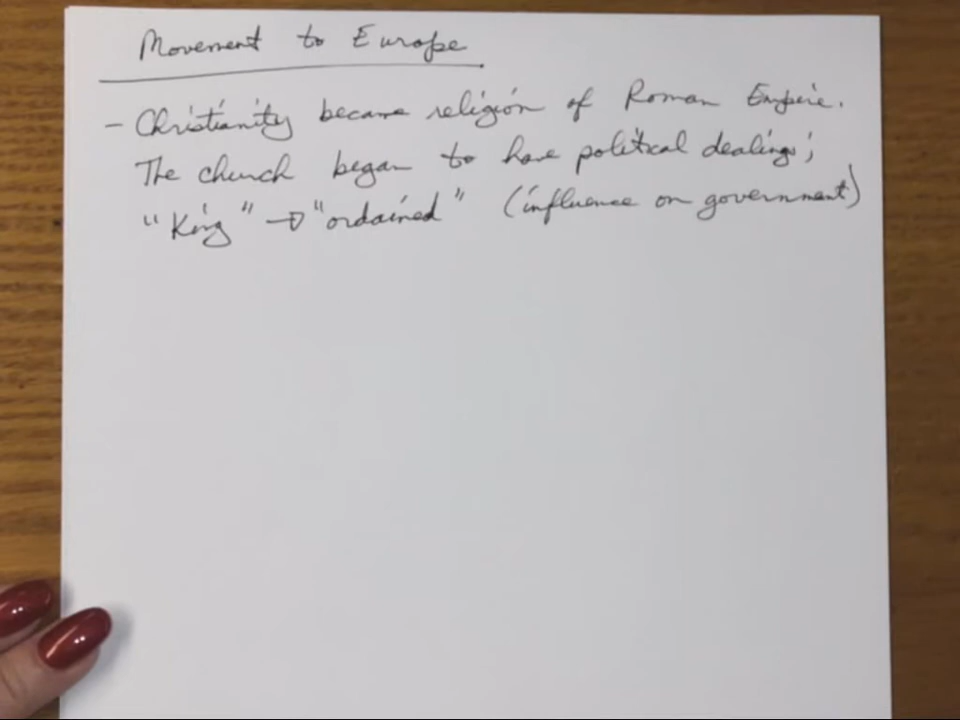 Movement to Europe
- Christianity became religion of Roman Empire.
The church began to have political dealings;
"King" → "ordained" (influence on government)